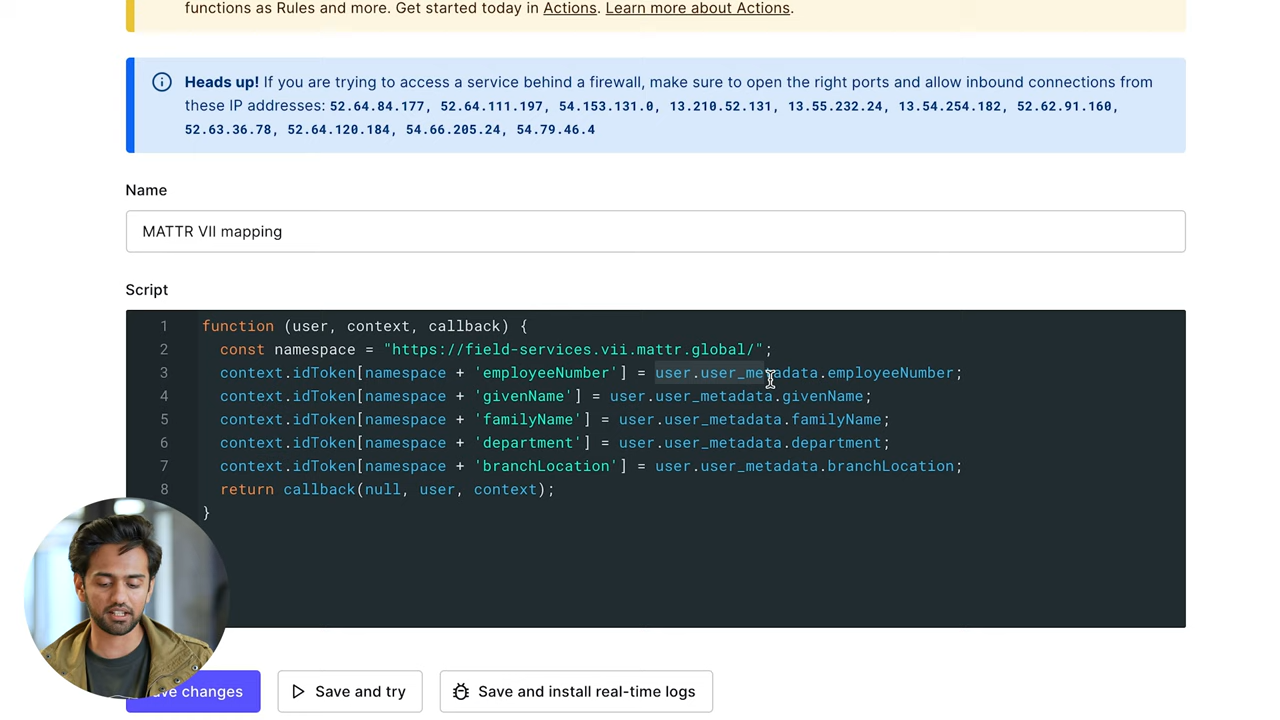 functions as Rules and more. Get started today in Actions. Learn more about Actions.
Heads up! If you are trying to access a service behind a firewall, make sure to open the right ports and allow inbound connections from
these IP addresses: 52.64.84.177, 52.64.111.197, 54.153.131.0, 13.210.52.131, 13.55.232.24, 13.54.254.182, 52.62.91.160,
52.63.36.78, 52.64.120.184, 54.66.205.24, 54.79.46.4
Name
MATTR VII mapping
Script
1 function (user, context, callback) {
2 const namespace = "https://field-services.vii.mattr.global/";
3 context.idToken[namespace + 'employeeNumber'] = user.user_metadata.employeeNumber;
4 context.idToken[namespace + 'givenName'] = user.user_metadata.givenName;
5 context.idToken[namespace + 'familyName'] = user.user_metadata.familyName;
6 context.idToken[namespace + 'department'] = user.user_metadata.department;
7 context.idToken[namespace + 'branchLocation'] = user.user_metadata.branchLocation;
8 return callback(null, user, context);
}
changes Save and try Save and install real-time logs